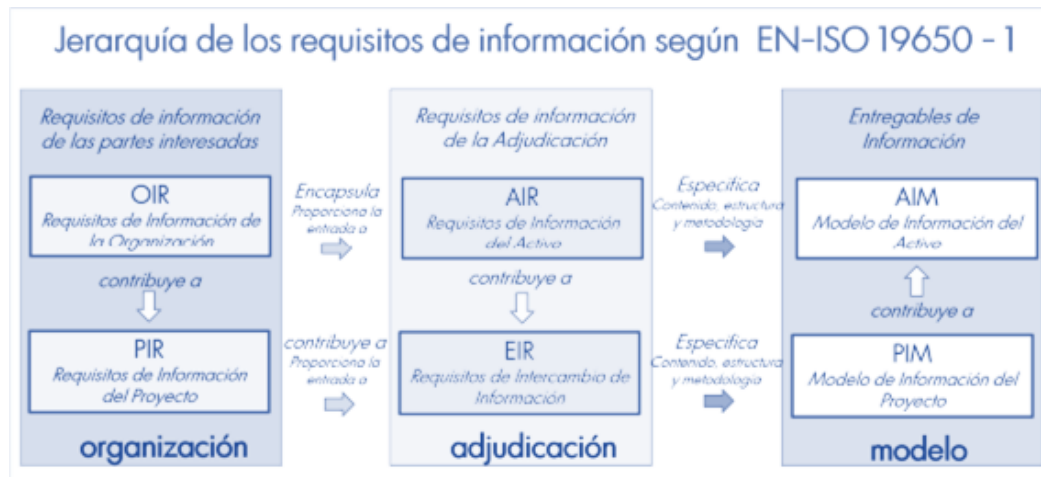 Jerarquía de los requisitos de información según EN-ISO 19650 - 1
Requisitos de información
de las partes interesadas
OIR
Requisitos de Información de
la Organización
contribuye a
PIR
Requisitos de Información
del Proyecto
organización
Encapsula
Proporciona la
entrada a
contribuye a
Proporciona la
entrada a
Requisitos de información
de la Adjudicación
AIR
Requisitos de Información
del Activo
contribuye a
EIR
Requisitos de Intercambio de
Información
adjudicación
Específica
Contenido, estructura
y metodología
Específica
Contenido, estructura
y metodología
Entregables de
Información
AIM
Modelo de Información del
Activo
contribuye a
PIM
Modelo de Información del
Proyecto
modelo